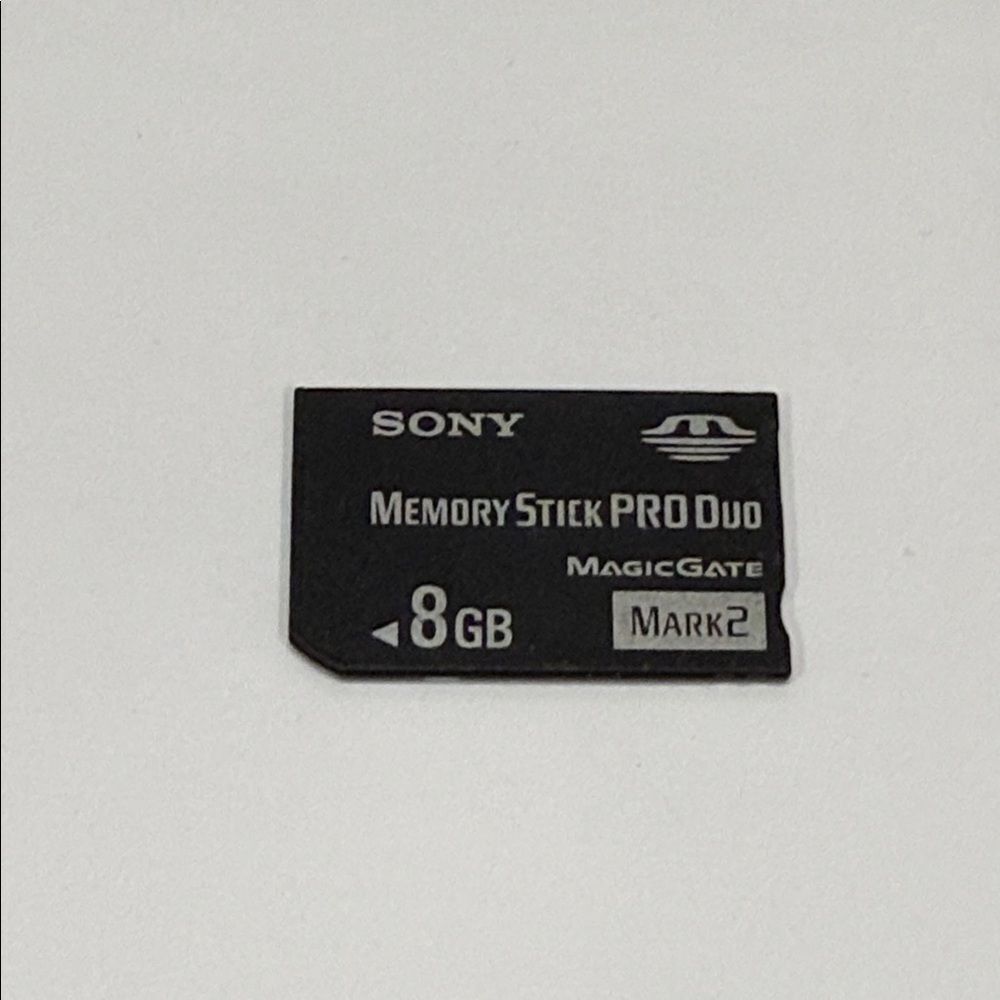 SONY
MEMORY STICK PRO DUO
MAGICGATE
8GB
MARK2